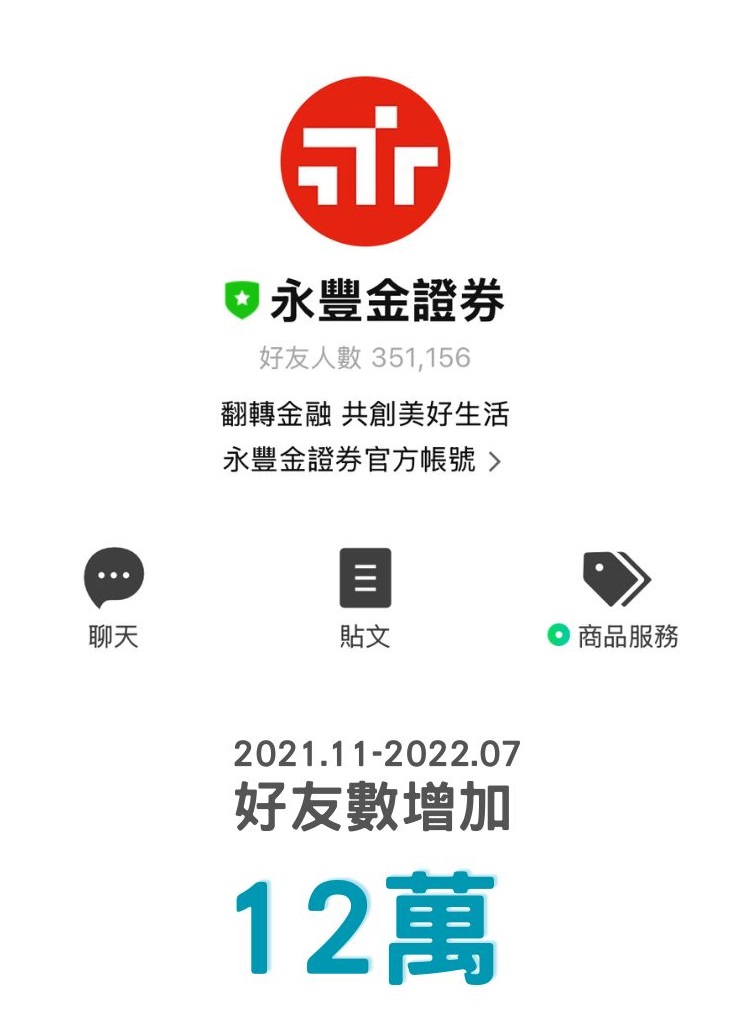 永豐金證券
好友人數 351,156
翻轉金融 共創美好生活
永豐金證券官方帳號
聊天
貼文
商品服務
2021.11-2022.07
好友數增加
12萬